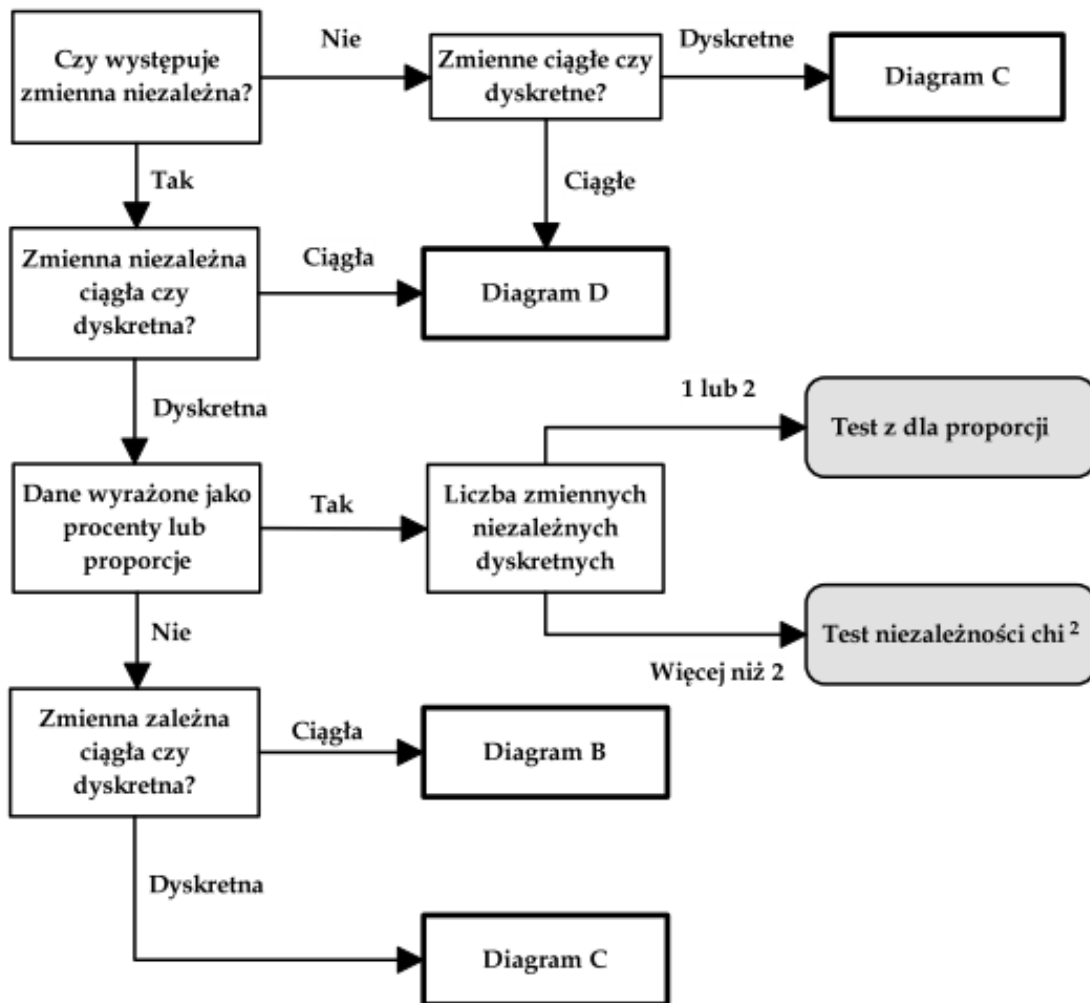 Czy występuje
zmienna niezależna?
Nie
Zmienne ciągłe czy
dyskretne?
Dyskretne
Diagram C
Tak
Ciągłe
Zmienna niezależna
ciągła czy
dyskretna?
Ciągła
Diagram D
Dyskretna
1 lub 2
Test z dla proporcji
Dane wyrażone jako
procenty lub
proporcje
Tak
Liczba zmiennych
niezależnych
dyskretnych
Nie
Więcej niż 2
Test niezależności chi ²
Zmienna zależna
ciągła czy
dyskretna?
Ciągła
Diagram B
Dyskretna
Diagram C